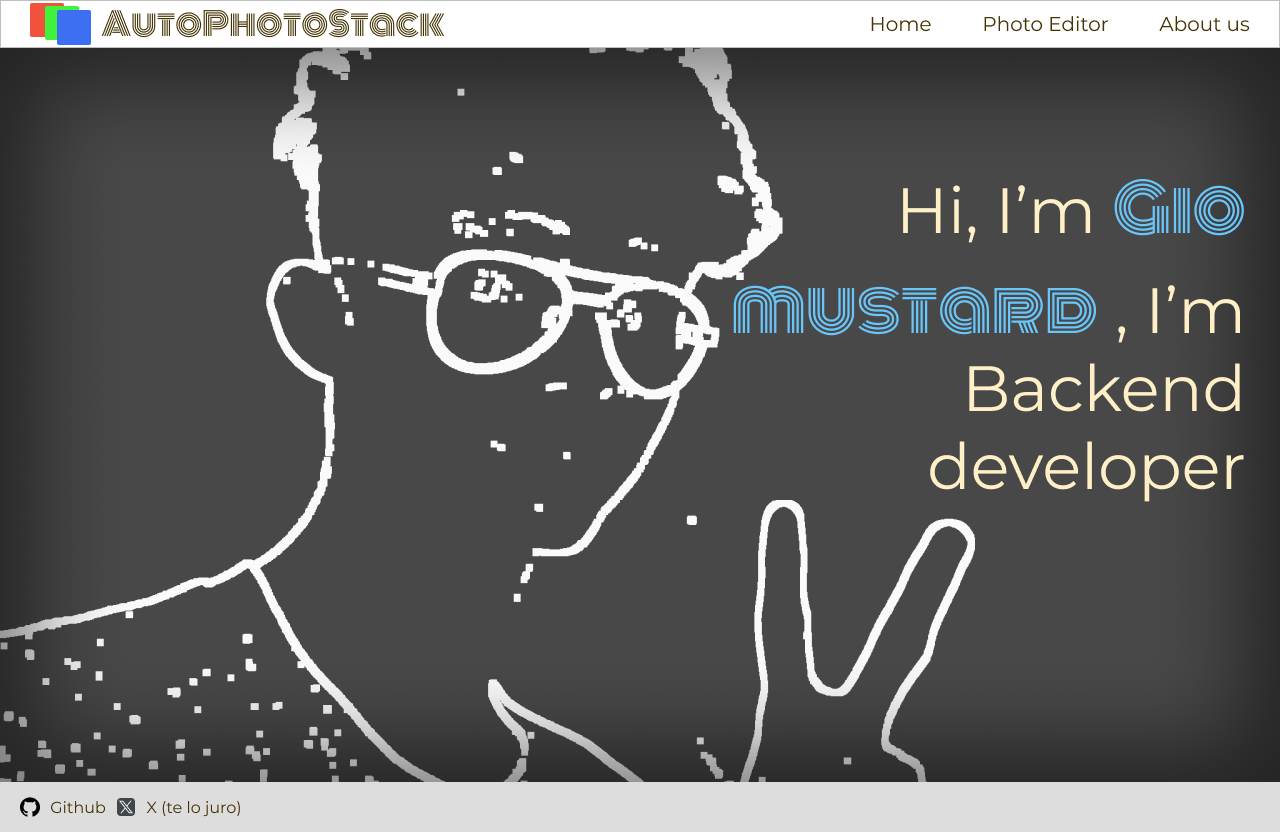 AutoPhotoStack
Home Photo Editor About us
Hi, I'm Gio
mustard , I'm
Backend
developer
Github X (te lo juro)